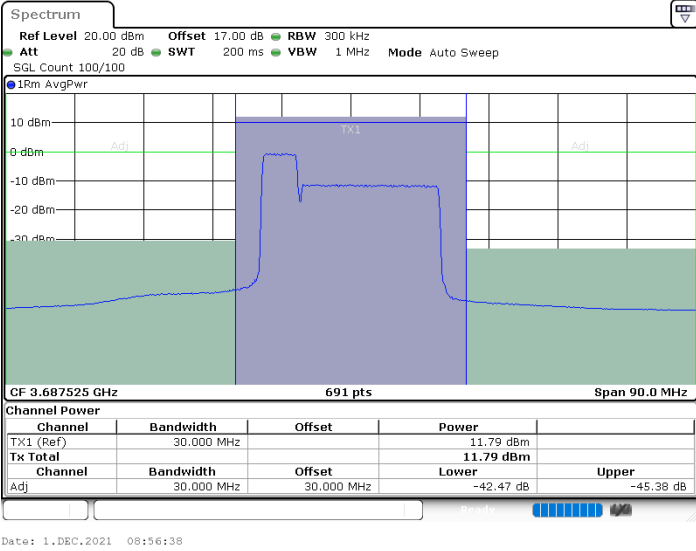 Spectrum
Ref Level 20.00 dBm Offset 17.00 dB RBW 300 kHz
Att 20 dB SWT 200 ms VBW 1 MHz Mode Auto Sweep
SGL Count 100/100
1Rm AvgPwr
10 dBm
TX1
Adj
Adj
0 dBm
-10 dBm
-20 dBm
-30 dBm
CF 3.687525 GHz 691 pts Span 90.0 MHz
Channel Power
Channel Bandwidth Offset Power
TX1 (Ref) 30.000 MHz 11.79 dBm
Tx Total 11.79 dBm
Channel Bandwidth Offset Lower Upper
Adj 30.000 MHz 30.000 MHz -42.47 dB -45.38 dB
Ready
Date: 1.DEC.2021 08:56:38